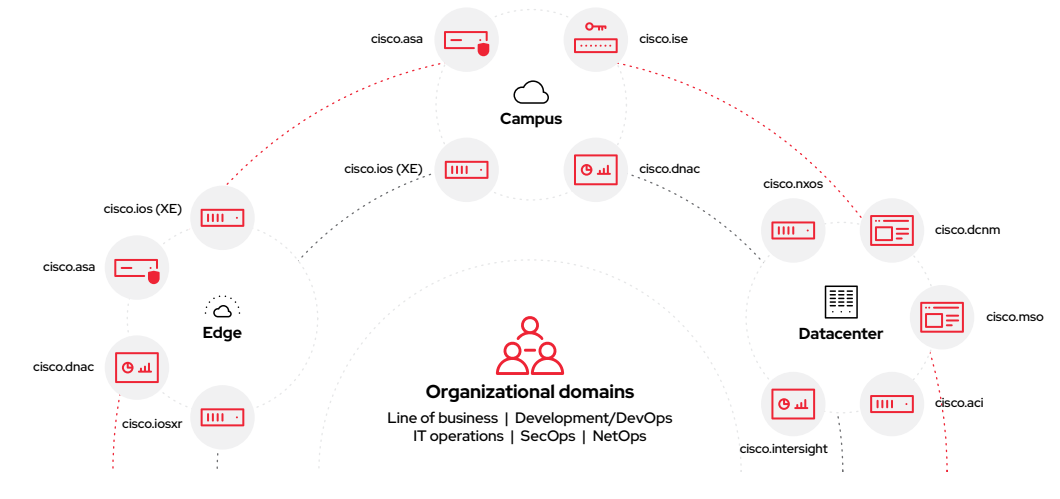 cisco.asa
cisco.ise
Campus
cisco.ios (XE)
cisco.dnac
cisco.nxos
cisco.ios (XE)
cisco.dcnm
cisco.asa
cisco.mso
Edge
Datacenter
cisco.dnac
Organizational domains
cisco.aci
Line of business | Development/DevOps
cisco.iosxr
IT operations | SecOps | NetOps
cisco.intersight